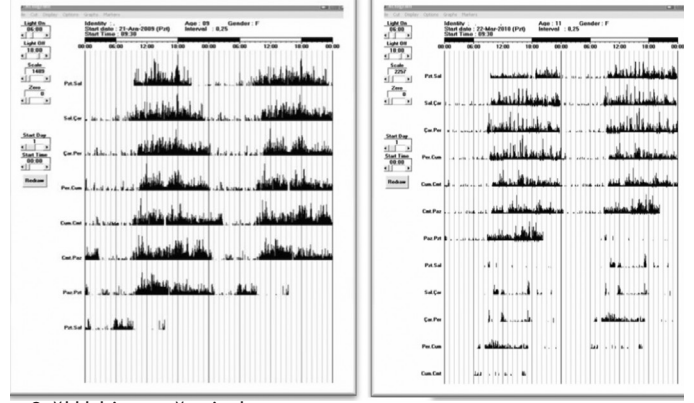 Light On
06:00
Light Off
18:00
Scale
1489
Zero
0
Start Day
1
Start Time
00:00
Redraw
Identity :
Age : 89
Gender : F
Interval : 0,25
Start Time : 09:30
00:00 06:00 12:00 18:00 00:00 06:00 12:00 18:00 00:00
Pzt.Sal
Sal.Çar
Çar.Per
Per.Cum
Cum.Cmt
Cmt.Paz
Paz.Pzt
Pzt.Sal
Light On
06:00
Light Off
18:00
Scale
2257
Zero
0
Start Day
1
Start Time
00:00
Redraw
Identity :
Age : 11
Gender : F
Start date : 22-Mar-2010 (Pzt)
Interval : 0,25
Start Time : 09:30
00:00 06:00 12:00 18:00 00:00 06:00 12:00 18:00 00:00
Pzt.Sal
Sal.Çar
Çar.Per
Per.Cum
Cum.Cmt
Cmt.Paz
Paz.Pzt
Pzt.Sal
Sal.Çar
Çar.Per
Per.Cum
Cum.Cmt